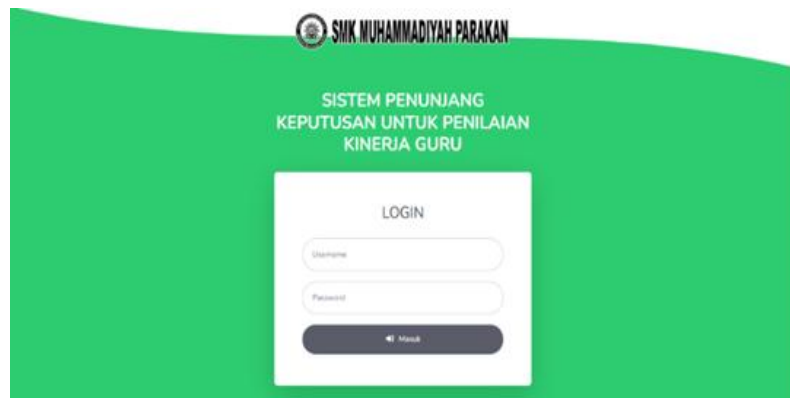 SMK MUHAMMADIYAH PARAKAN
SISTEM PENUNJANG
KEPUTUSAN UNTUK PENILAIAN
KINERJA GURU
LOGIN
Username
Password
Masuk